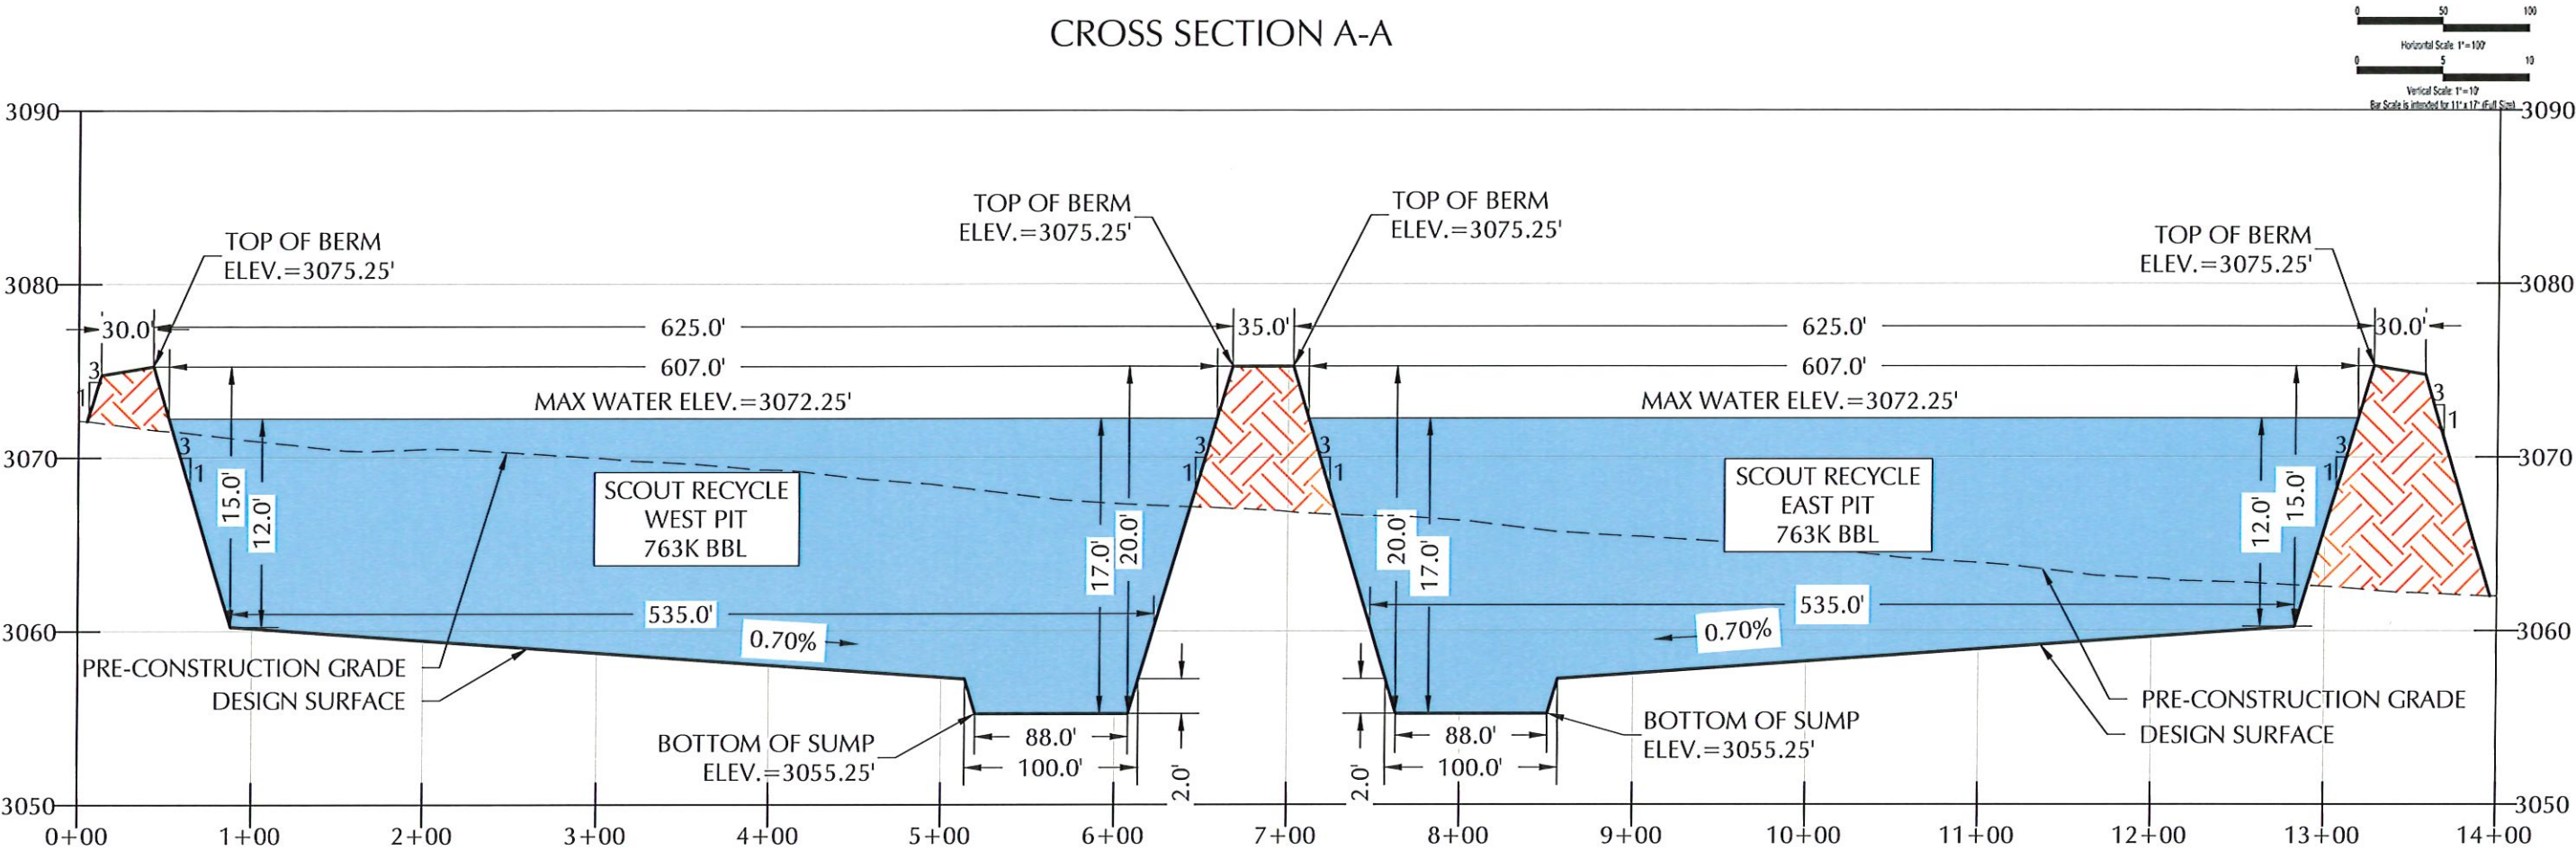 CROSS SECTION A-A
0 50 100
Horizontal Scale: 1"=100'
0 5 10
Vertical Scale: 1"=10'
Bar Scale is intended for 11" x 17" (Full Size)
3090
3090
TOP OF BERM
ELEV.=3075.25'
TOP OF BERM
ELEV.=3075.25'
TOP OF BERM
ELEV.=3075.25'
TOP OF BERM
ELEV.=3075.25'
3080
3080
30.0'
625.0'
35.0'
625.0'
30.0'
607.0'
607.0'
MAX WATER ELEV.=3072.25'
MAX WATER ELEV.=3072.25'
3
1
3
1
3
1
3
1
3
1
3
1
3070
3070
15.0'
12.0'
SCOUT RECYCLE
WEST PIT
763K BBL
17.0'
20.0'
20.0'
17.0'
SCOUT RECYCLE
EAST PIT
763K BBL
12.0'
15.0'
535.0'
535.0'
0.70%
0.70%
3060
3060
PRE-CONSTRUCTION GRADE
DESIGN SURFACE
PRE-CONSTRUCTION GRADE
DESIGN SURFACE
BOTTOM OF SUMP
ELEV.=3055.25'
88.0'
100.0'
2.0'
2.0'
88.0'
100.0'
BOTTOM OF SUMP
ELEV.=3055.25'
3050
3050
0+00 1+00 2+00 3+00 4+00 5+00 6+00 7+00 8+00 9+00 10+00 11+00 12+00 13+00 14+00